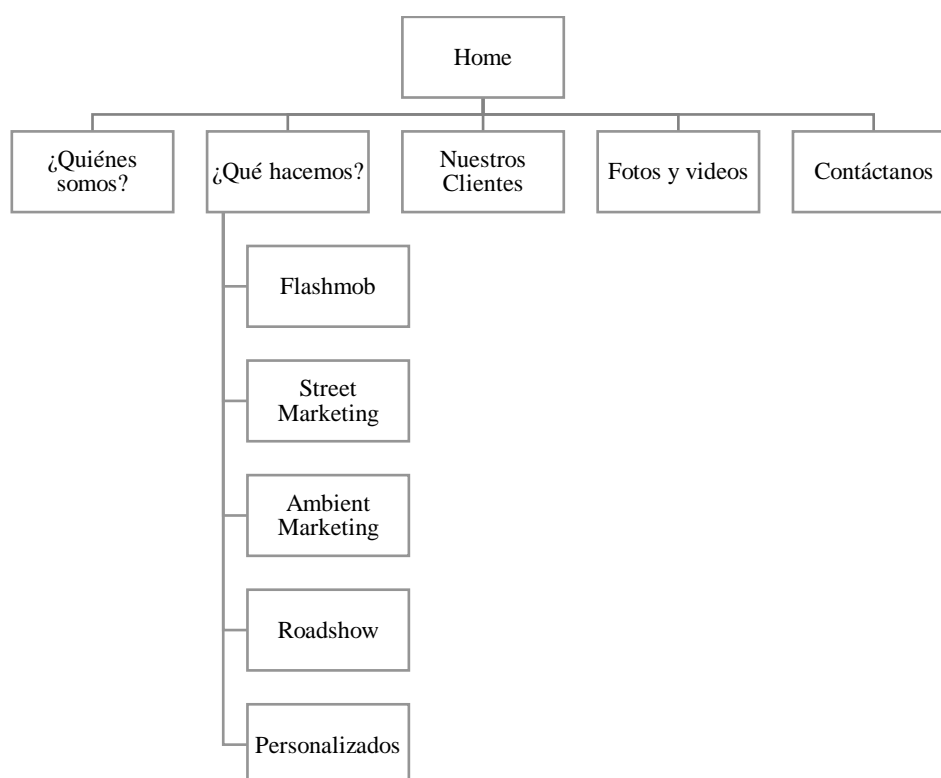 Home
¿Quiénes
somos?
¿Qué hacemos?
Nuestros
Clientes
Fotos y videos
Contáctanos
Flashmob
Street
Marketing
Ambient
Marketing
Roadshow
Personalizados